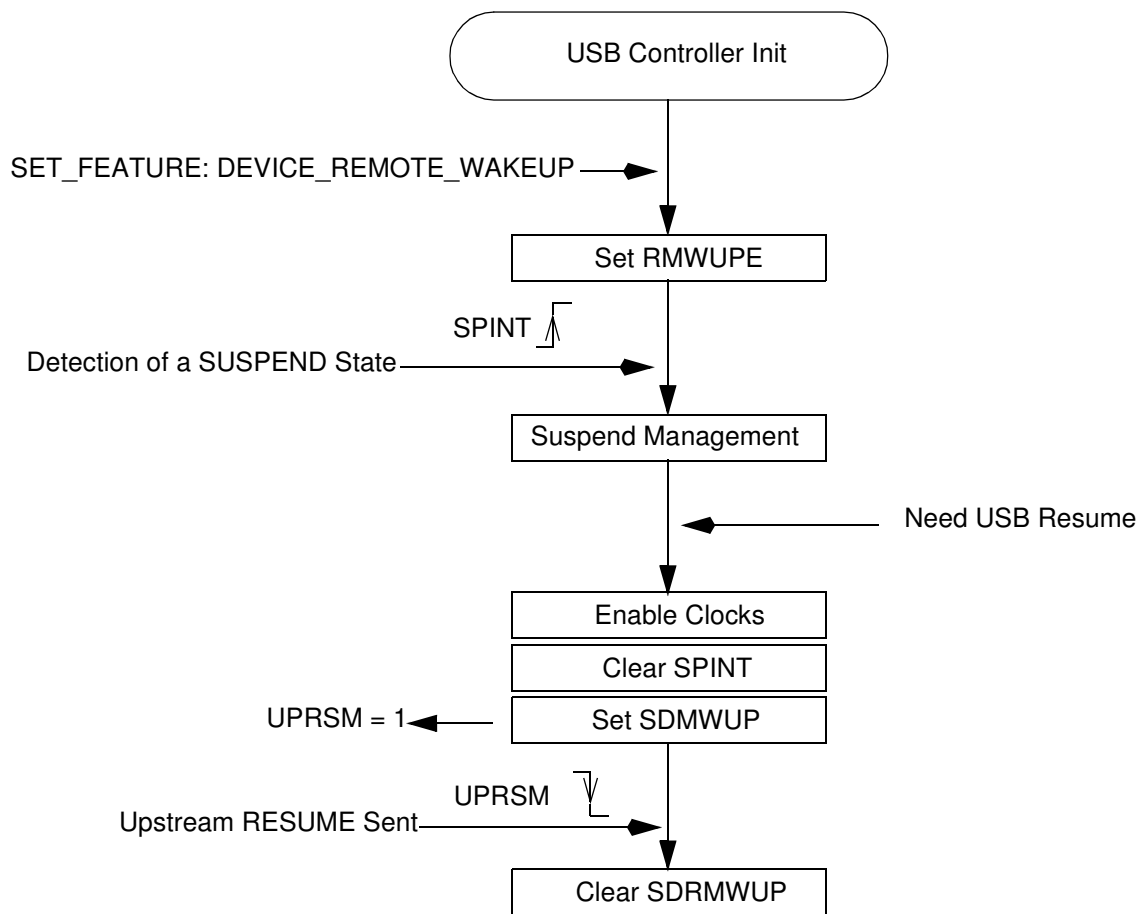 USB Controller Init
SET_FEATURE: DEVICE_REMOTE_WAKEUP
Set RMWUPE
SPINT
Detection of a SUSPEND State
Suspend Management
Need USB Resume
Enable Clocks
Clear SPINT
UPRSM = 1
Set SDMWUP
UPRSM
Upstream RESUME Sent
Clear SDRMWUP